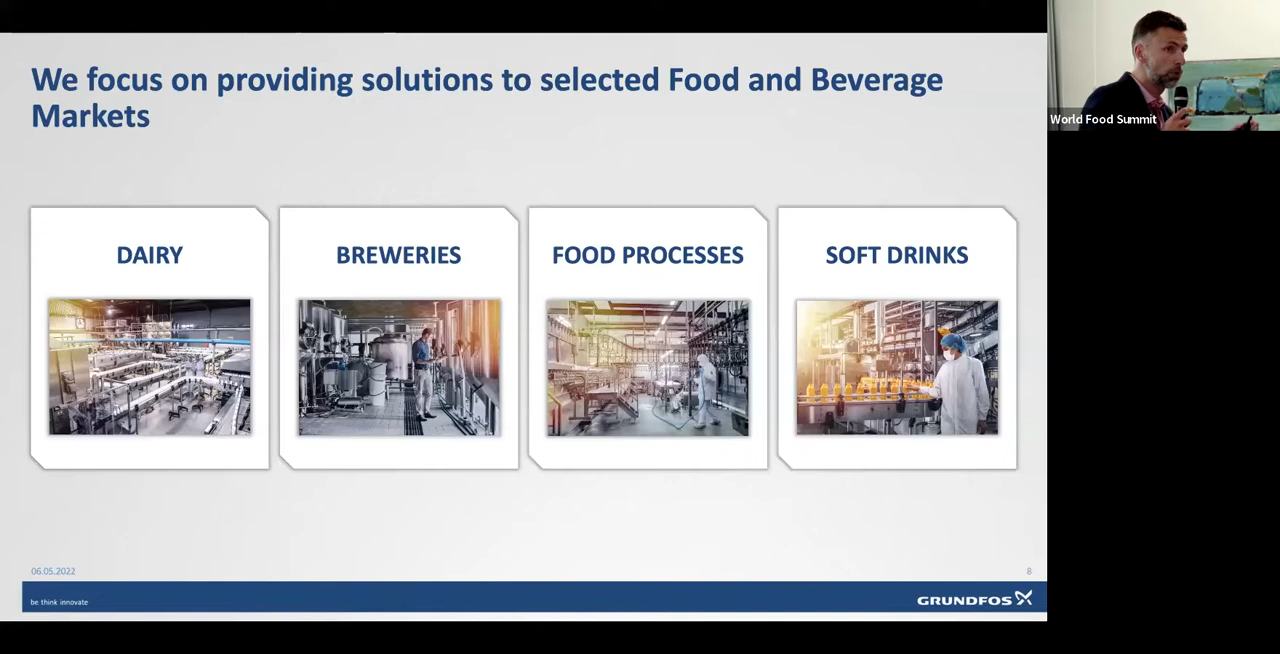 We focus on providing solutions to selected Food and Beverage
Markets
DAIRY
BREWERIES
FOOD PROCESSES
SOFT DRINKS
06.05.2022
8
be think innovate
GRUNDFOS
World Food Summit